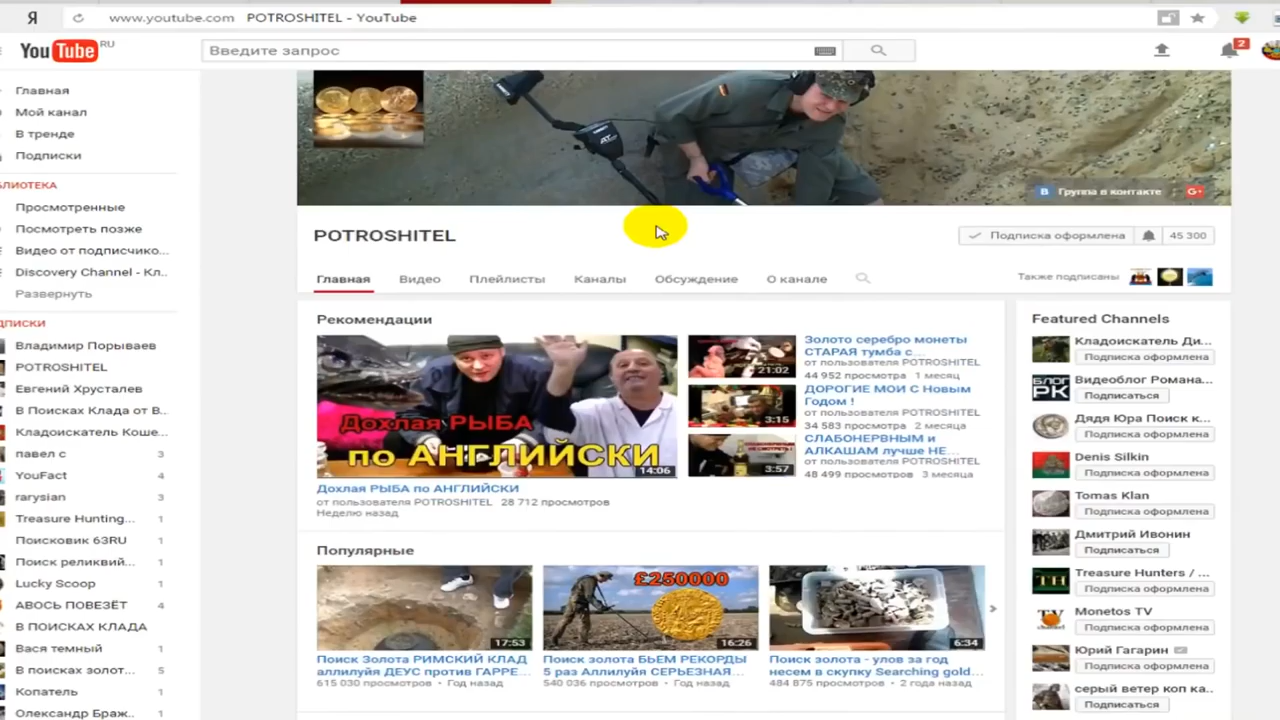 Я
www.youtube.com POTROSHITEL - YouTube
YouTube RU
Введите запрос
2
Главная
Мой канал
В тренде
Подписки
БЛИОТЕКА
Просмотренные
Посмотреть позже
Видео от подписчико...
Discovery Channel - Кл..
Развернуть
ДПИСКИ
Владимир Порываев
POTROSHITEL
Евгений Хрусталев
В Поисках Клада от В...
Кладоискатель Коше...
павел с 3
YouFact 4
rarysian 3
Treasure Hunting... 1
Поисковик 63RU 1
Поиск реликвий... 1
Lucky Scoop 1
АВОСЬ ПОВЕЗЁТ 4
В ПОИСКАХ КЛАДА
Вася темный 1
В поисках золот... 5
Копатель 1
Олександр Браж.. 1
Группа в контакте
POTROSHITEL
Подписка оформлена 45 300
Главная Видео Плейлисты Каналы Обсуждение О канале
Также подписаны
Рекомендации
Дохлая РЫБА
по АНГЛИЙСКИ
14:06
Дохлая РЫБА по АНГЛИЙСКИ
от пользователя POTROSHITEL 28 712 просмотров
Неделю назад
21:02
Золото серебро монеты
СТАРАЯ тумба с...
от пользователя POTROSHITEL
44 952 просмотра 1 месяц
3:15
ДОРОГИЕ МОИ С Новым
Годом !
от пользователя POTROSHITEL
34 583 просмотра 2 месяца
3:57
СЛАБОНЕРВНЫМ и
АЛКАШАМ лучше НЕ...
от пользователя POTROSHITEL
48 499 просмотров 3 месяца
Популярные
17:53
Поиск Золота РИМСКИЙ КЛАД
аллилуйя ДЕУС против ГАРРЕ...
615 030 просмотров • Год назад
£250000
16:26
Поиск золота БЬЕМ РЕКОРДЫ
5 раз Аллилуйя СЕРЬЕЗНАЯ...
540 036 просмотров • Год назад
6:34
Поиск золота - улов за год
несем в скупку Searching gold...
484 875 просмотров • 2 года назад
Featured Channels
Кладоискатель Ди...
Подписка оформлена
БЛОГ
РК
Видеоблог Романа...
Подписаться
Дядя Юра Поиск к...
Подписка оформлена
Denis Silkin
Подписка оформлена
Tomas Klan
Подписка оформлена
Дмитрий Ивонин
Подписаться
TH
Treasure Hunters / ...
Подписка оформлена
TV
Monetos TV
Подписка оформлена
Юрий Гагарин
Подписка оформлена
серый ветер коп ка..
Подписаться